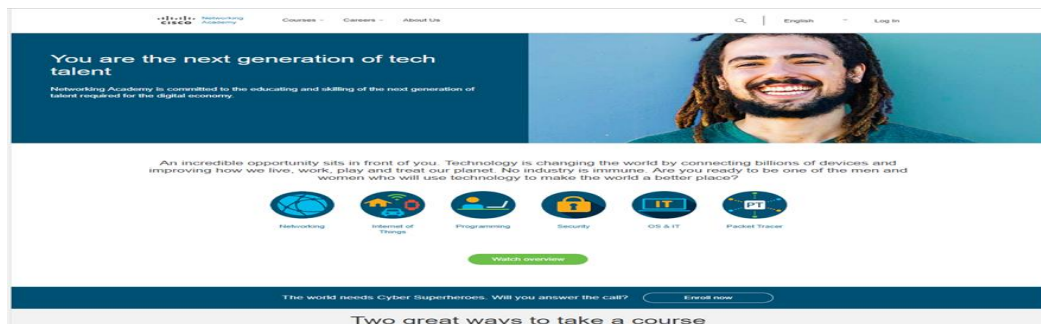 CISCO Networking Academy Courses Careers About Us English Log In
You are the next generation of tech
talent
Networking Academy is committed to the educating and skilling of the next generation of
talent required for the digital economy.
An incredible opportunity sits in front of you. Technology is changing the world by connecting billions of devices and
improving how we live, work, play and treat our planet. No industry is immune. Are you ready to be one of the men and
women who will use technology to make the world a better place?
IT PT
Networking Internet of Things Programming Security OS & IT Packet Tracer
Watch overview
The world needs Cyber Superheroes. Will you answer the call? Enroll now
Two great ways to take a course